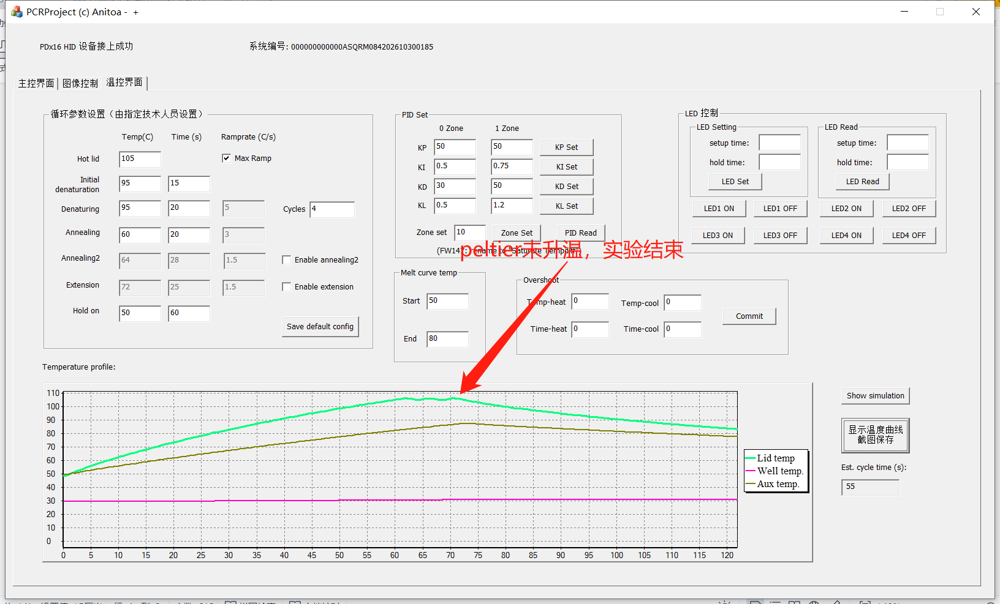 PCRProject (c) Anitoa -  +
PDx16 HID 设备接上成功
系统编号: 000000000000ASQRM084202610300185
主控界面
图像控制
温控界面
循环参数设置（由指定技术人员设置）
Temp(C)
Time (s)
Ramprate (C/s)
Hot lid
105
Max Ramp
Initial
denaturation
95
15
Denaturing
95
20
5
Cycles
4
Annealing
60
20
3
Annealing2
64
28
1.5
Enable annealing2
Extension
72
25
1.5
Enable extension
Hold on
50
60
Save default config
PID Set
0 Zone
1 Zone
KP
50
50
KP Set
KI
0.5
0.75
KI Set
KD
30
50
KD Set
KL
0.5
1.2
KL Set
Zone set
10
Zone Set
PID Read
peltier未升温，实验结束
LED 控制
LED Setting
setup time:
hold time:
LED Set
LED Read
setup time:
hold time:
LED Read
LED1 ON
LED1 OFF
LED2 ON
LED2 OFF
LED3 ON
LED3 OFF
LED4 ON
LED4 OFF
Melt curve temp
Start
50
End
80
Overshoot
Temp-heat
0
Temp-cool
0
Time-heat
0
Time-cool
0
Commit
Temperature profile:
110
100
90
80
70
60
50
40
30
20
10
0
0 5 10 15 20 25 30 35 40 45 50 55 60 65 70 75 80 85 90 95 100 105 110 115 120
Lid temp
Well temp.
Aux temp.
Show simulation
显示温度曲线
截图保存
Est. cycle time (s):
55